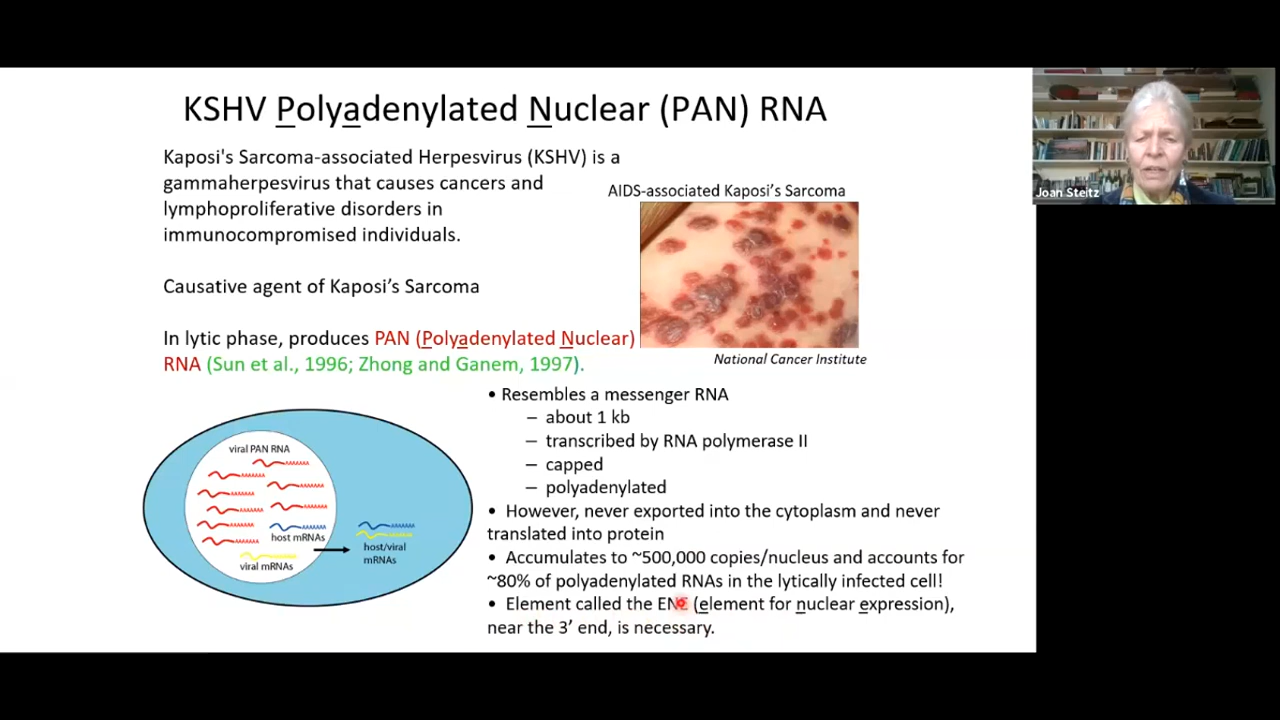 KSHV Polyadenylated Nuclear (PAN) RNA
Kaposi's Sarcoma-associated Herpesvirus (KSHV) is a
gammaherpesvirus that causes cancers and
lymphoproliferative disorders in
immunocompromised individuals.
Causative agent of Kaposi's Sarcoma
In lytic phase, produces PAN (Polyadenylated Nuclear)
RNA (Sun et al., 1996; Zhong and Ganem, 1997).
AIDS-associated Kaposi's Sarcoma
National Cancer Institute
Joan Steitz
viral PAN RNA
host mRNAs
viral mRNAs
host/viral
mRNAs
• Resembles a messenger RNA
– about 1 kb
– transcribed by RNA polymerase II
– capped
– polyadenylated
• However, never exported into the cytoplasm and never
translated into protein
• Accumulates to ~500,000 copies/nucleus and accounts for
~80% of polyadenylated RNAs in the lytically infected cell!
• Element called the ENE (element for nuclear expression),
near the 3′ end, is necessary.